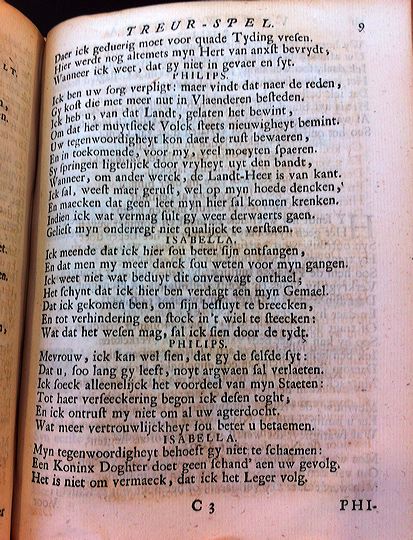 TREUR-SPEL. 9
Daer ick geduerig moet voor quade Tyding vresen,
Hier werdt nog altemets myn Hert van anxst bevrydt,
Wanneer ick weet, dat gy niet in gevaer en syt.
PHILIPS.
Ick ben uw sorg verpligt: maer vindt dat naer de reden,
Gy kost die met meer nut in Vlaenderen besteden.
Ick heb u, van dat Landt, gelaten het bewint,
Om dat het muytsieck Volck steets nieuwigheyt bemint.
Uw tegenwoordigheyt kon daer de rust bewaeren,
En in toekomende, voor my, veel moeyten spaeren.
Sy springen ligtelijck door vryheyt uyt den bandt,
Wanneer, om ander werck, de Landt-Heer is van kant.
Ick sal, weest maer gerust, wel op myn hoede dencken,
En maecken dat geen leet myn hier sal konnen krenken.
Indien ick wat vermag sult gy weer derwaerts gaen.
Gelieft myn onderregt niet qualijck te verstaen.
ISABELLA.
Ick meende dat ick hier sou beter sijn ontfangen,
En dat men my meer danck sou weten voor myn gangen.
Ick weet niet wat beduyt dit onverwagt onthael;
Het schynt dat ick hier ben verdagt aen myn Gemael.
Dat ick gekomen ben, om sijn besluyt te breecken,
En tot verhindering een stock in 't wiel te steecken:
Wat dat het wesen mag, sal ick sien door de tydt.
PHILIPS.
Mevrouw, ick kan wel sien, dat gy de selfde syt:
Dat u, soo lang gy leeft, noyt argwaen sal verlaeten.
Ick soeck alleenelijck het voordeel van myn Staeten:
Tot haer verseeckering begon ick desen toght;
En ick ontrust my niet om al uw agterdocht.
Wat meer vertrouwlijckheyt sou beter u betaemen.
ISABELLA.
Myn tegenwoordigheyt behoeft gy niet te schaemen:
Een Koninx Doghter doet geen schand' aen uw gevolg.
Het is niet om vermaeck, dat ick het Leger volg.
C 3 PHI-